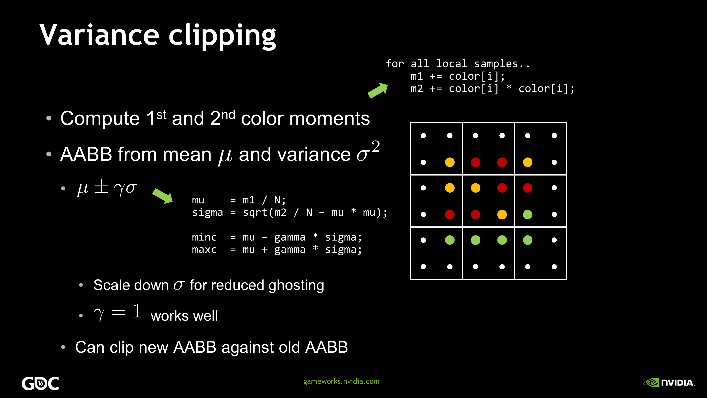 Variance clipping
for all local samples..
m1 += color[i];
m2 += color[i] * color[i];
• Compute 1st and 2nd color moments
• AABB from mean μ and variance σ²
• μ ± γσ
mu = m1 / N;
sigma = sqrt(m2 / N – mu * mu);
minc = mu – gamma * sigma;
maxc = mu + gamma * sigma;
• Scale down σ for reduced ghosting
• γ = 1 works well
• Can clip new AABB against old AABB
GDC
gameworks.nvidia.com
NVIDIA.